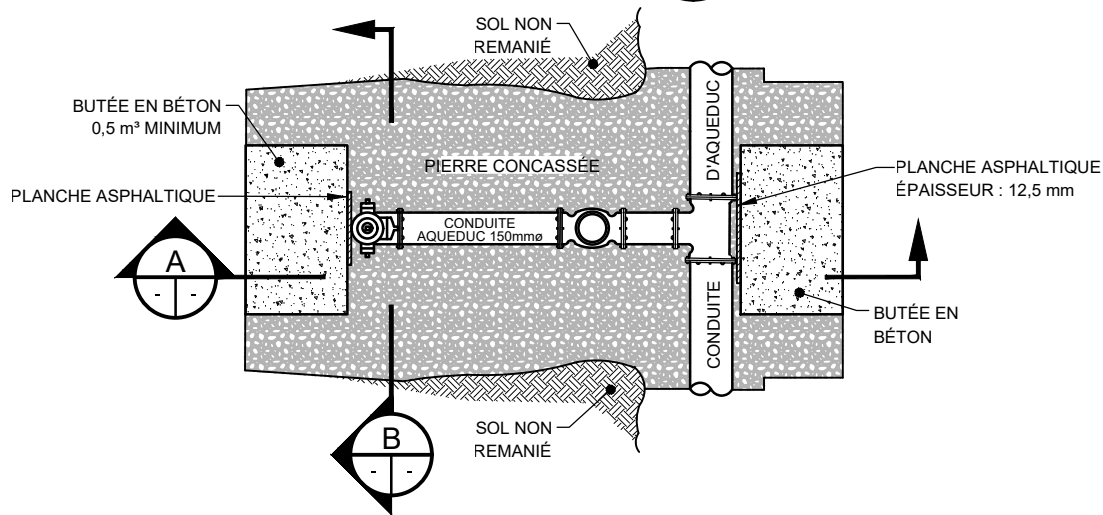 SOL NON
REMANIÉ
BUTÉE EN BÉTON
0,5 m³ MINIMUM
PLANCHE ASPHALTIQUE
PIERRE CONCASSÉE
D'AQUEDUC
PLANCHE ASPHALTIQUE
ÉPAISSEUR : 12,5 mm
CONDUITE
AQUEDUC 150mmø
A
- -
CONDUITE
BUTÉE EN
BÉTON
B
- -
SOL NON
REMANIÉ